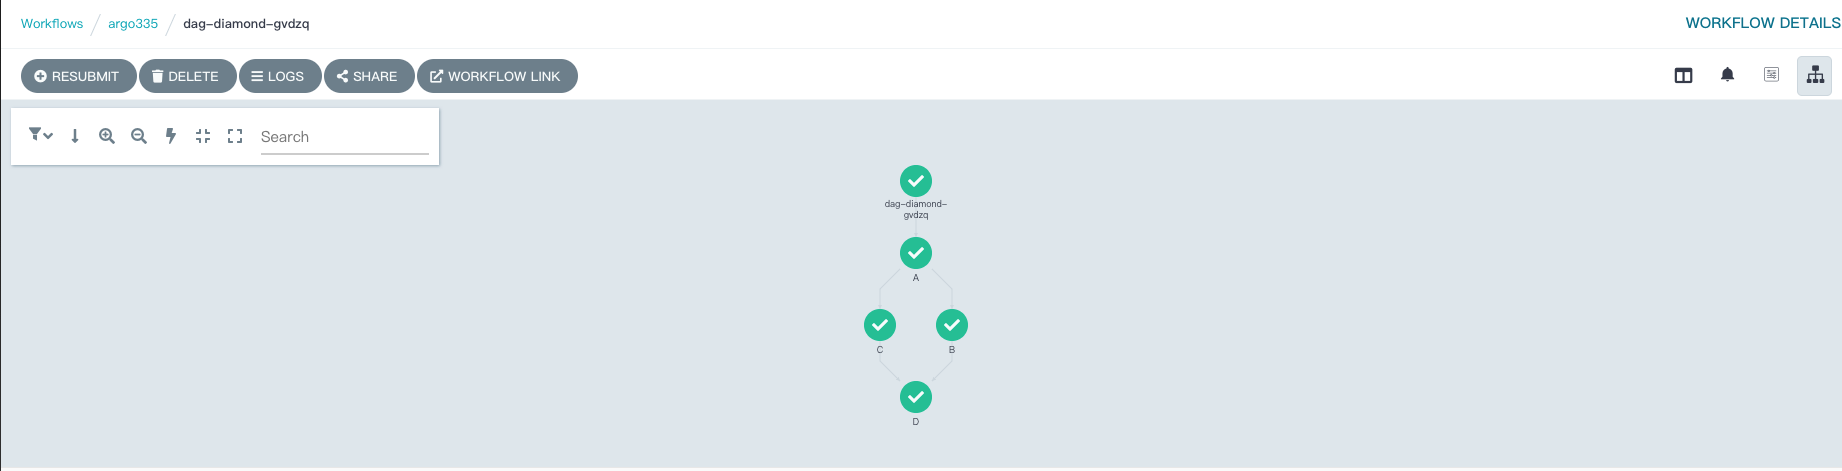 Workflows / argo335 / dag-diamond-gvdzq
WORKFLOW DETAILS
RESUBMIT DELETE LOGS SHARE WORKFLOW LINK
Search
dag-diamond-
gvdzq
A
C B
D